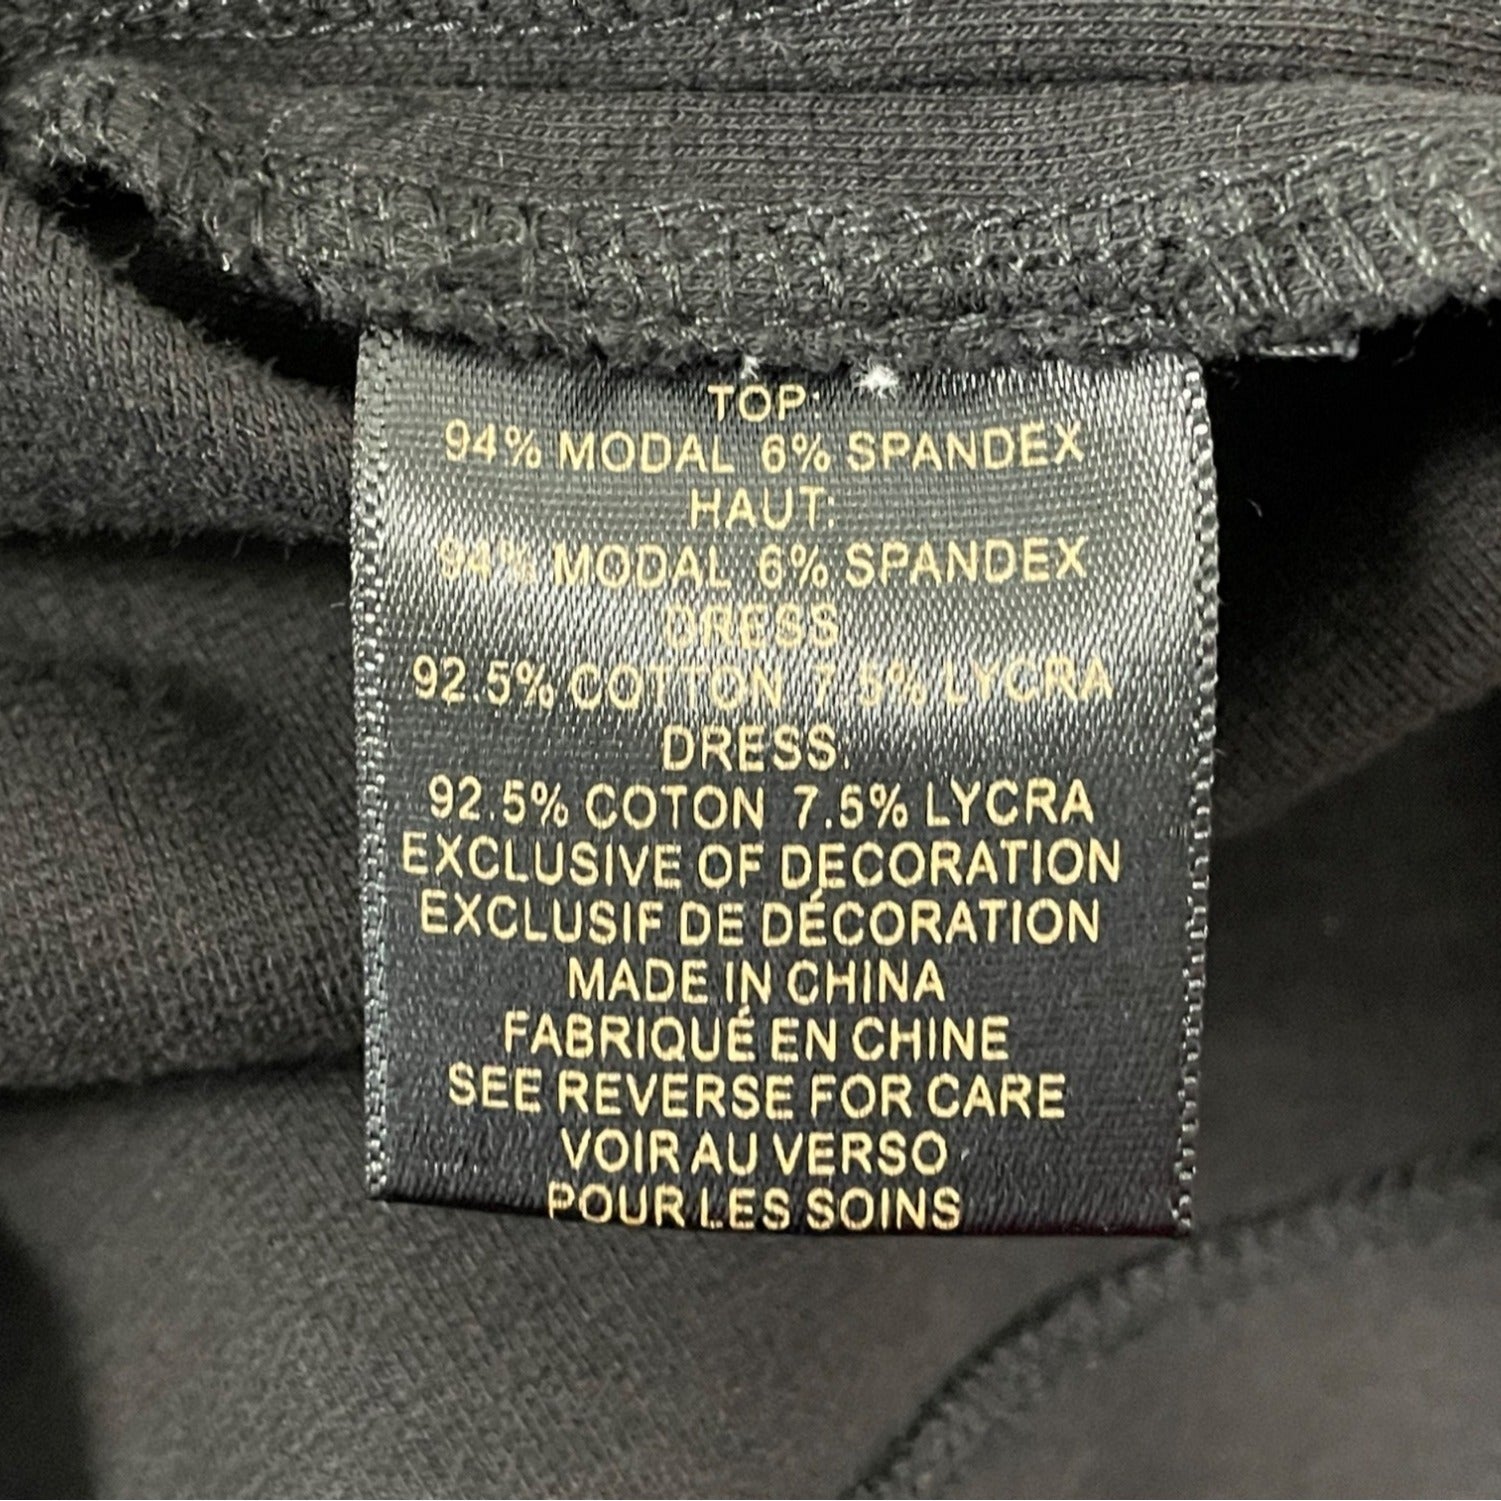 TOP:
94% MODAL 6% SPANDEX
HAUT:
94% MODAL 6% SPANDEX
DRESS
92.5% COTTON 7.5% LYCRA
DRESS.
92.5% COTON 7.5% LYCRA
EXCLUSIVE OF DECORATION
EXCLUSIF DE DÉCORATION
MADE IN CHINA
FABRIQUÉ EN CHINE
SEE REVERSE FOR CARE
VOIR AU VERSO
POUR LES SOINS